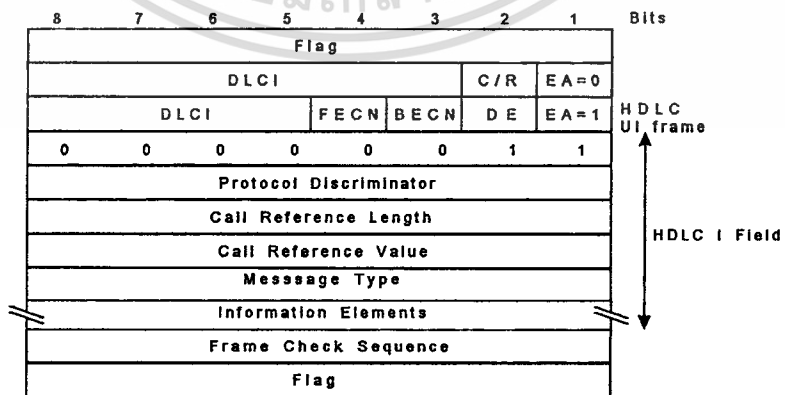 8 7 6 5 4 3 2 1 Bits
Flag
DLCI C/R EA=0
DLCI FECN BECN DE EA=1
HDLC
UI frame
0 0 0 0 0 0 1 1
Protocol Discriminator
Call Reference Length
Call Reference Value
HDLC I Field
Messsage Type
Information Elements
Frame Check Sequence
Flag